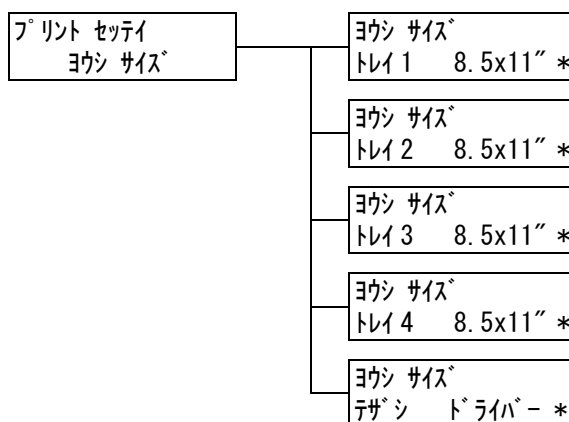 ﾌﾟﾘﾝﾄ ｾｯﾃｲ
ﾖｳｼ ｻｲｽﾞ
ﾖｳｼ ｻｲｽﾞ
ﾄﾚｲ1 8.5x11″ *
ﾖｳｼ ｻｲｽﾞ
ﾄﾚｲ2 8.5x11″ *
ﾖｳｼ ｻｲｽﾞ
ﾄﾚｲ3 8.5x11″ *
ﾖｳｼ ｻｲｽﾞ
ﾄﾚｲ4 8.5x11″ *
ﾖｳｼ ｻｲｽﾞ
ﾃｻﾞｼ ﾄﾞﾗｲﾊﾞｰ *